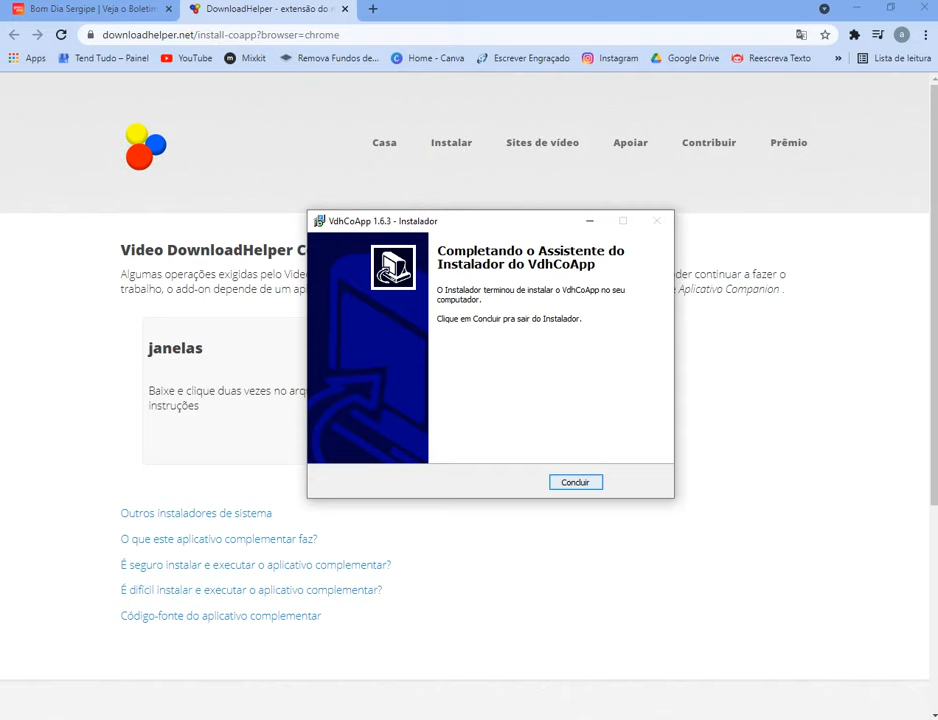 Bom Dia Sergipe | Veja o Boletim
DownloadHelper - extensão do n
downloadhelper.net/install-coapp?browser=chrome
a
Apps
Tend Tudo – Painel
YouTube
Mixkit
Remova Fundos de...
Home - Canva
Escrever Engraçado
Instagram
Google Drive
Reescreva Texto
»
Lista de leitura
Casa
Instalar
Sites de vídeo
Apoiar
Contribuir
Prêmio
VdhCoApp 1.6.3 - Instalador
Completando o Assistente do
Instalador do VdhCoApp
O Instalador terminou de instalar o VdhCoApp no seu
computador.
Clique em Concluir pra sair do Instalador.
Concluir
Video DownloadHelper C
Algumas operações exigidas pelo Vide
der continuar a fazer o
trabalho, o add-on depende de um ap
Aplicativo Companion .
janelas
Baixe e clique duas vezes no arq
instruções
Outros instaladores de sistema
O que este aplicativo complementar faz?
É seguro instalar e executar o aplicativo complementar?
É difícil instalar e executar o aplicativo complementar?
Código-fonte do aplicativo complementar